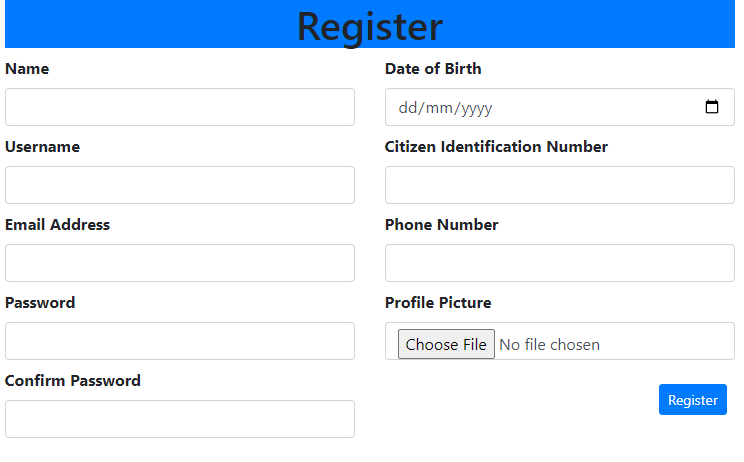 Register
Name
Date of Birth
dd/mm/yyyy
Username
Citizen Identification Number
Email Address
Phone Number
Password
Profile Picture
Choose File No file chosen
Confirm Password
Register